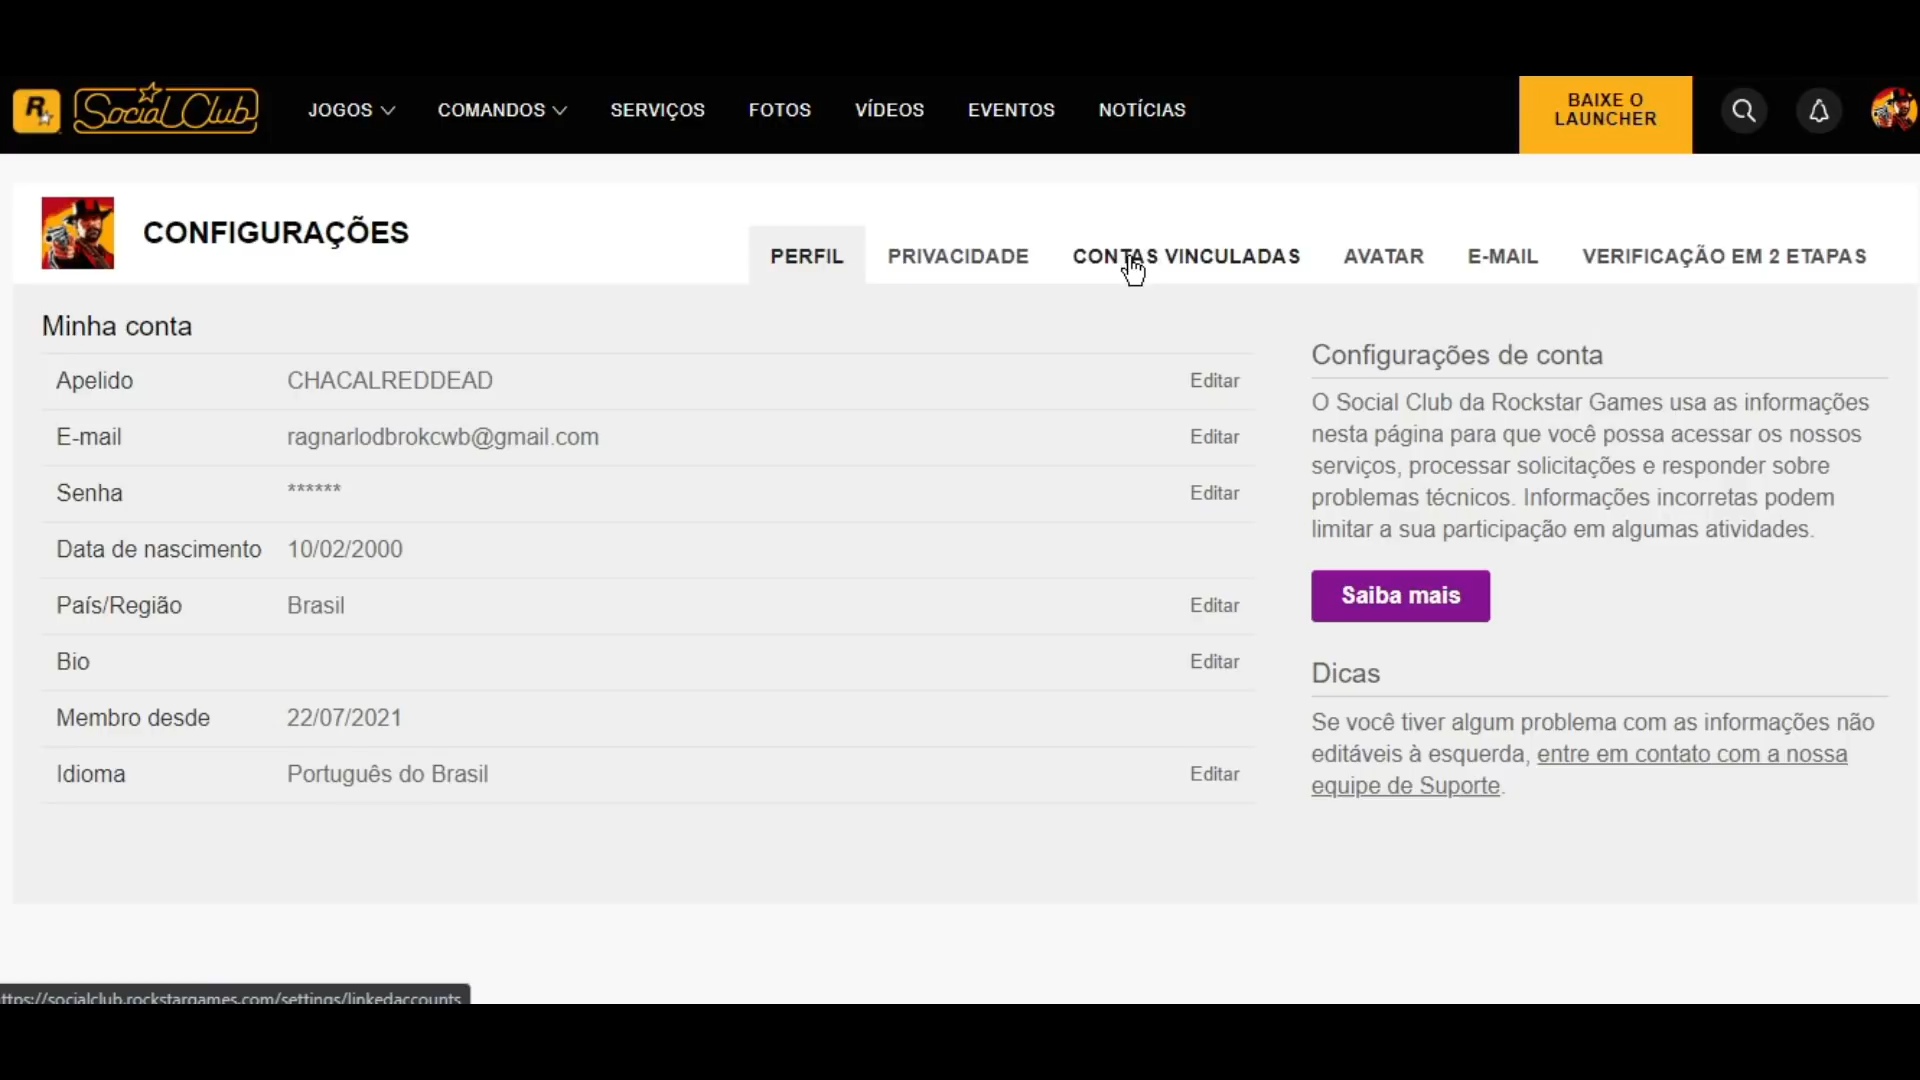 R Social Club JOGOS COMANDOS SERVIÇOS FOTOS VÍDEOS EVENTOS NOTÍCIAS BAIXE O
LAUNCHER
CONFIGURAÇÕES
PERFIL PRIVACIDADE CONTAS VINCULADAS AVATAR E-MAIL VERIFICAÇÃO EM 2 ETAPAS
Minha conta
Apelido CHACALREDDEAD Editar
E-mail ragnarlodbrokcwb@gmail.com Editar
Senha ****** Editar
Data de nascimento 10/02/2000
País/Região Brasil Editar
Bio Editar
Membro desde 22/07/2021
Idioma Português do Brasil Editar
Configurações de conta
O Social Club da Rockstar Games usa as informações
nesta página para que você possa acessar os nossos
serviços, processar solicitações e responder sobre
problemas técnicos. Informações incorretas podem
limitar a sua participação em algumas atividades.
Saiba mais
Dicas
Se você tiver algum problema com as informações não
editáveis à esquerda, entre em contato com a nossa
equipe de Suporte.
ttps://socialclub.rockstargames.com/settings/linkedaccounts